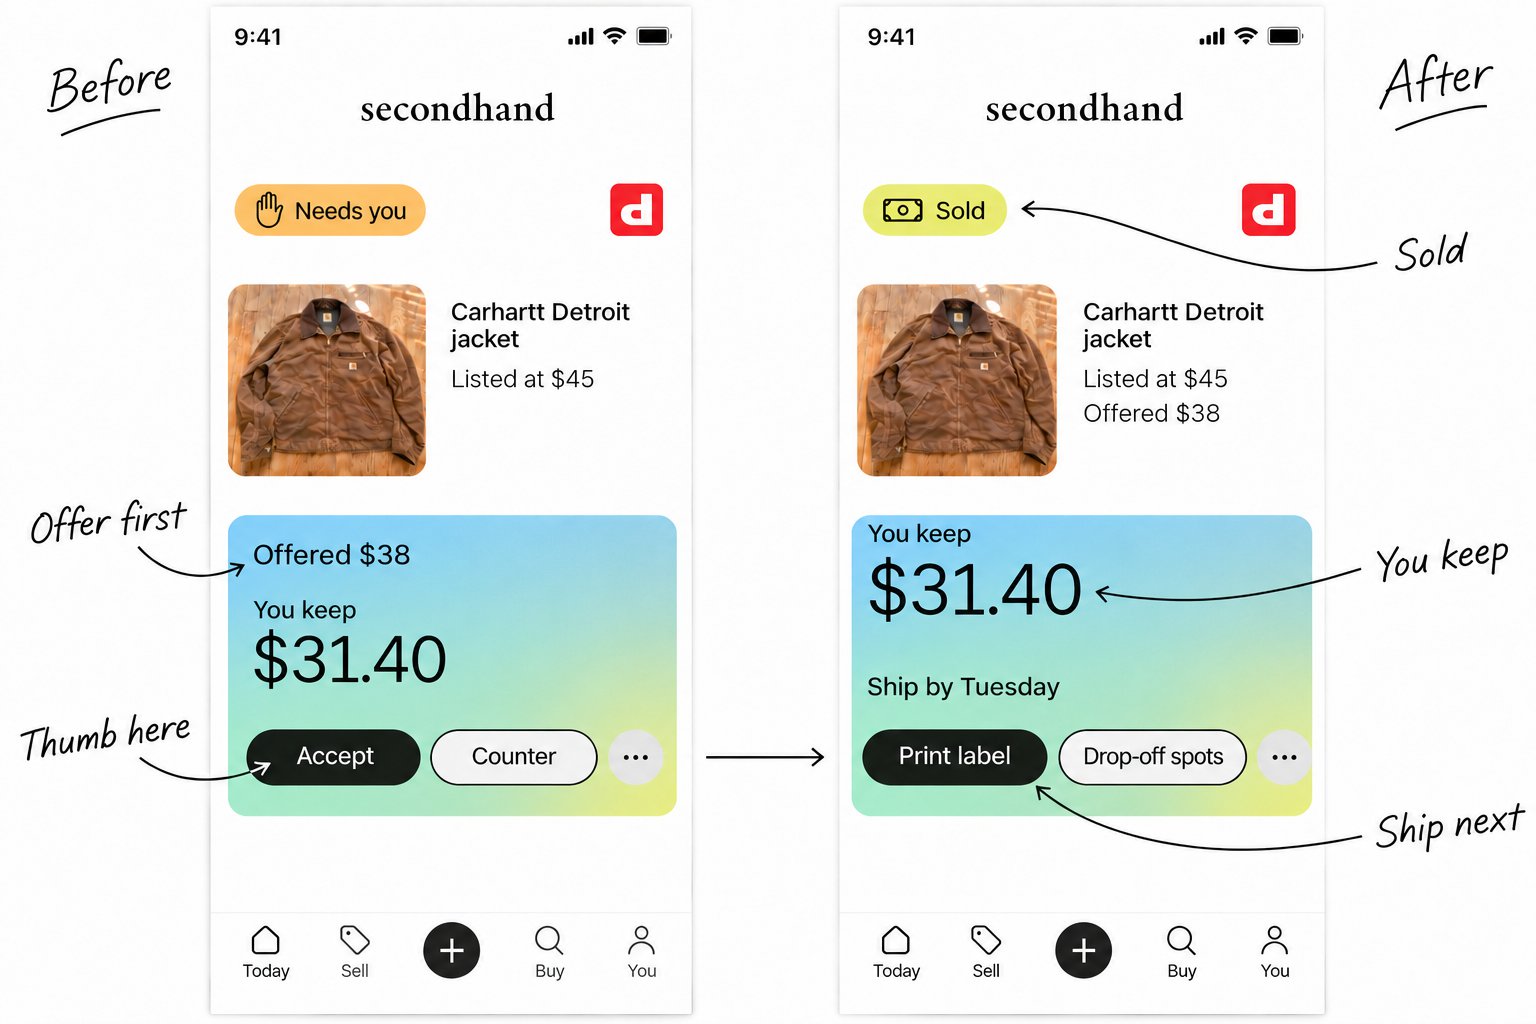 Before
9:41
secondhand
Needs you
d
Carhartt Detroit
jacket
Listed at $45
Offer first
Offered $38
You keep
$31.40
Thumb here
Accept
Counter
Today
Sell
Buy
You
After
9:41
secondhand
Sold
d
Sold
Carhartt Detroit
jacket
Listed at $45
Offered $38
You keep
$31.40
You keep
Ship by Tuesday
Print label
Drop-off spots
Ship next
Today
Sell
Buy
You